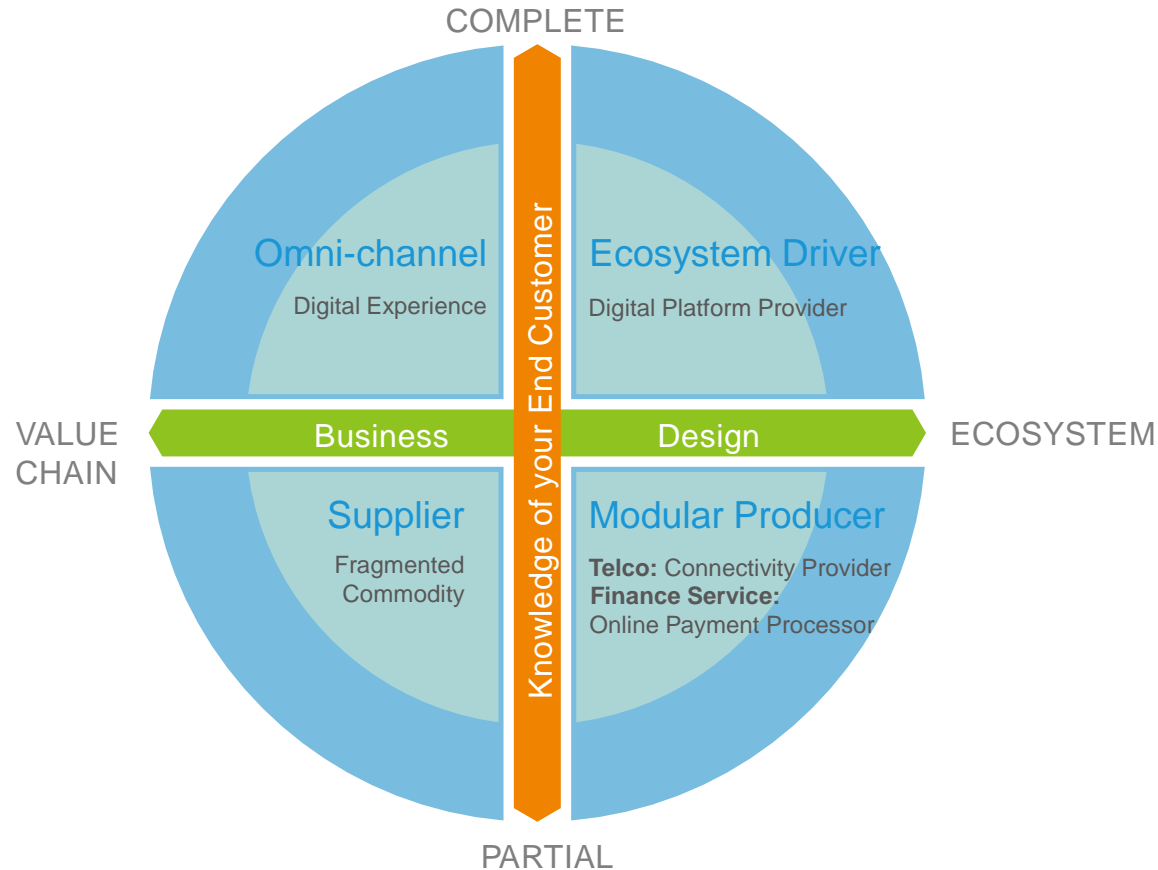 COMPLETE
Omni-channel
Digital Experience
Ecosystem Driver
Digital Platform Provider
Knowledge of your End Customer
VALUE
CHAIN
Business
Design
ECOSYSTEM
Supplier
Fragmented
Commodity
Modular Producer
Telco: Connectivity Provider
Finance Service:
Online Payment Processor
PARTIAL